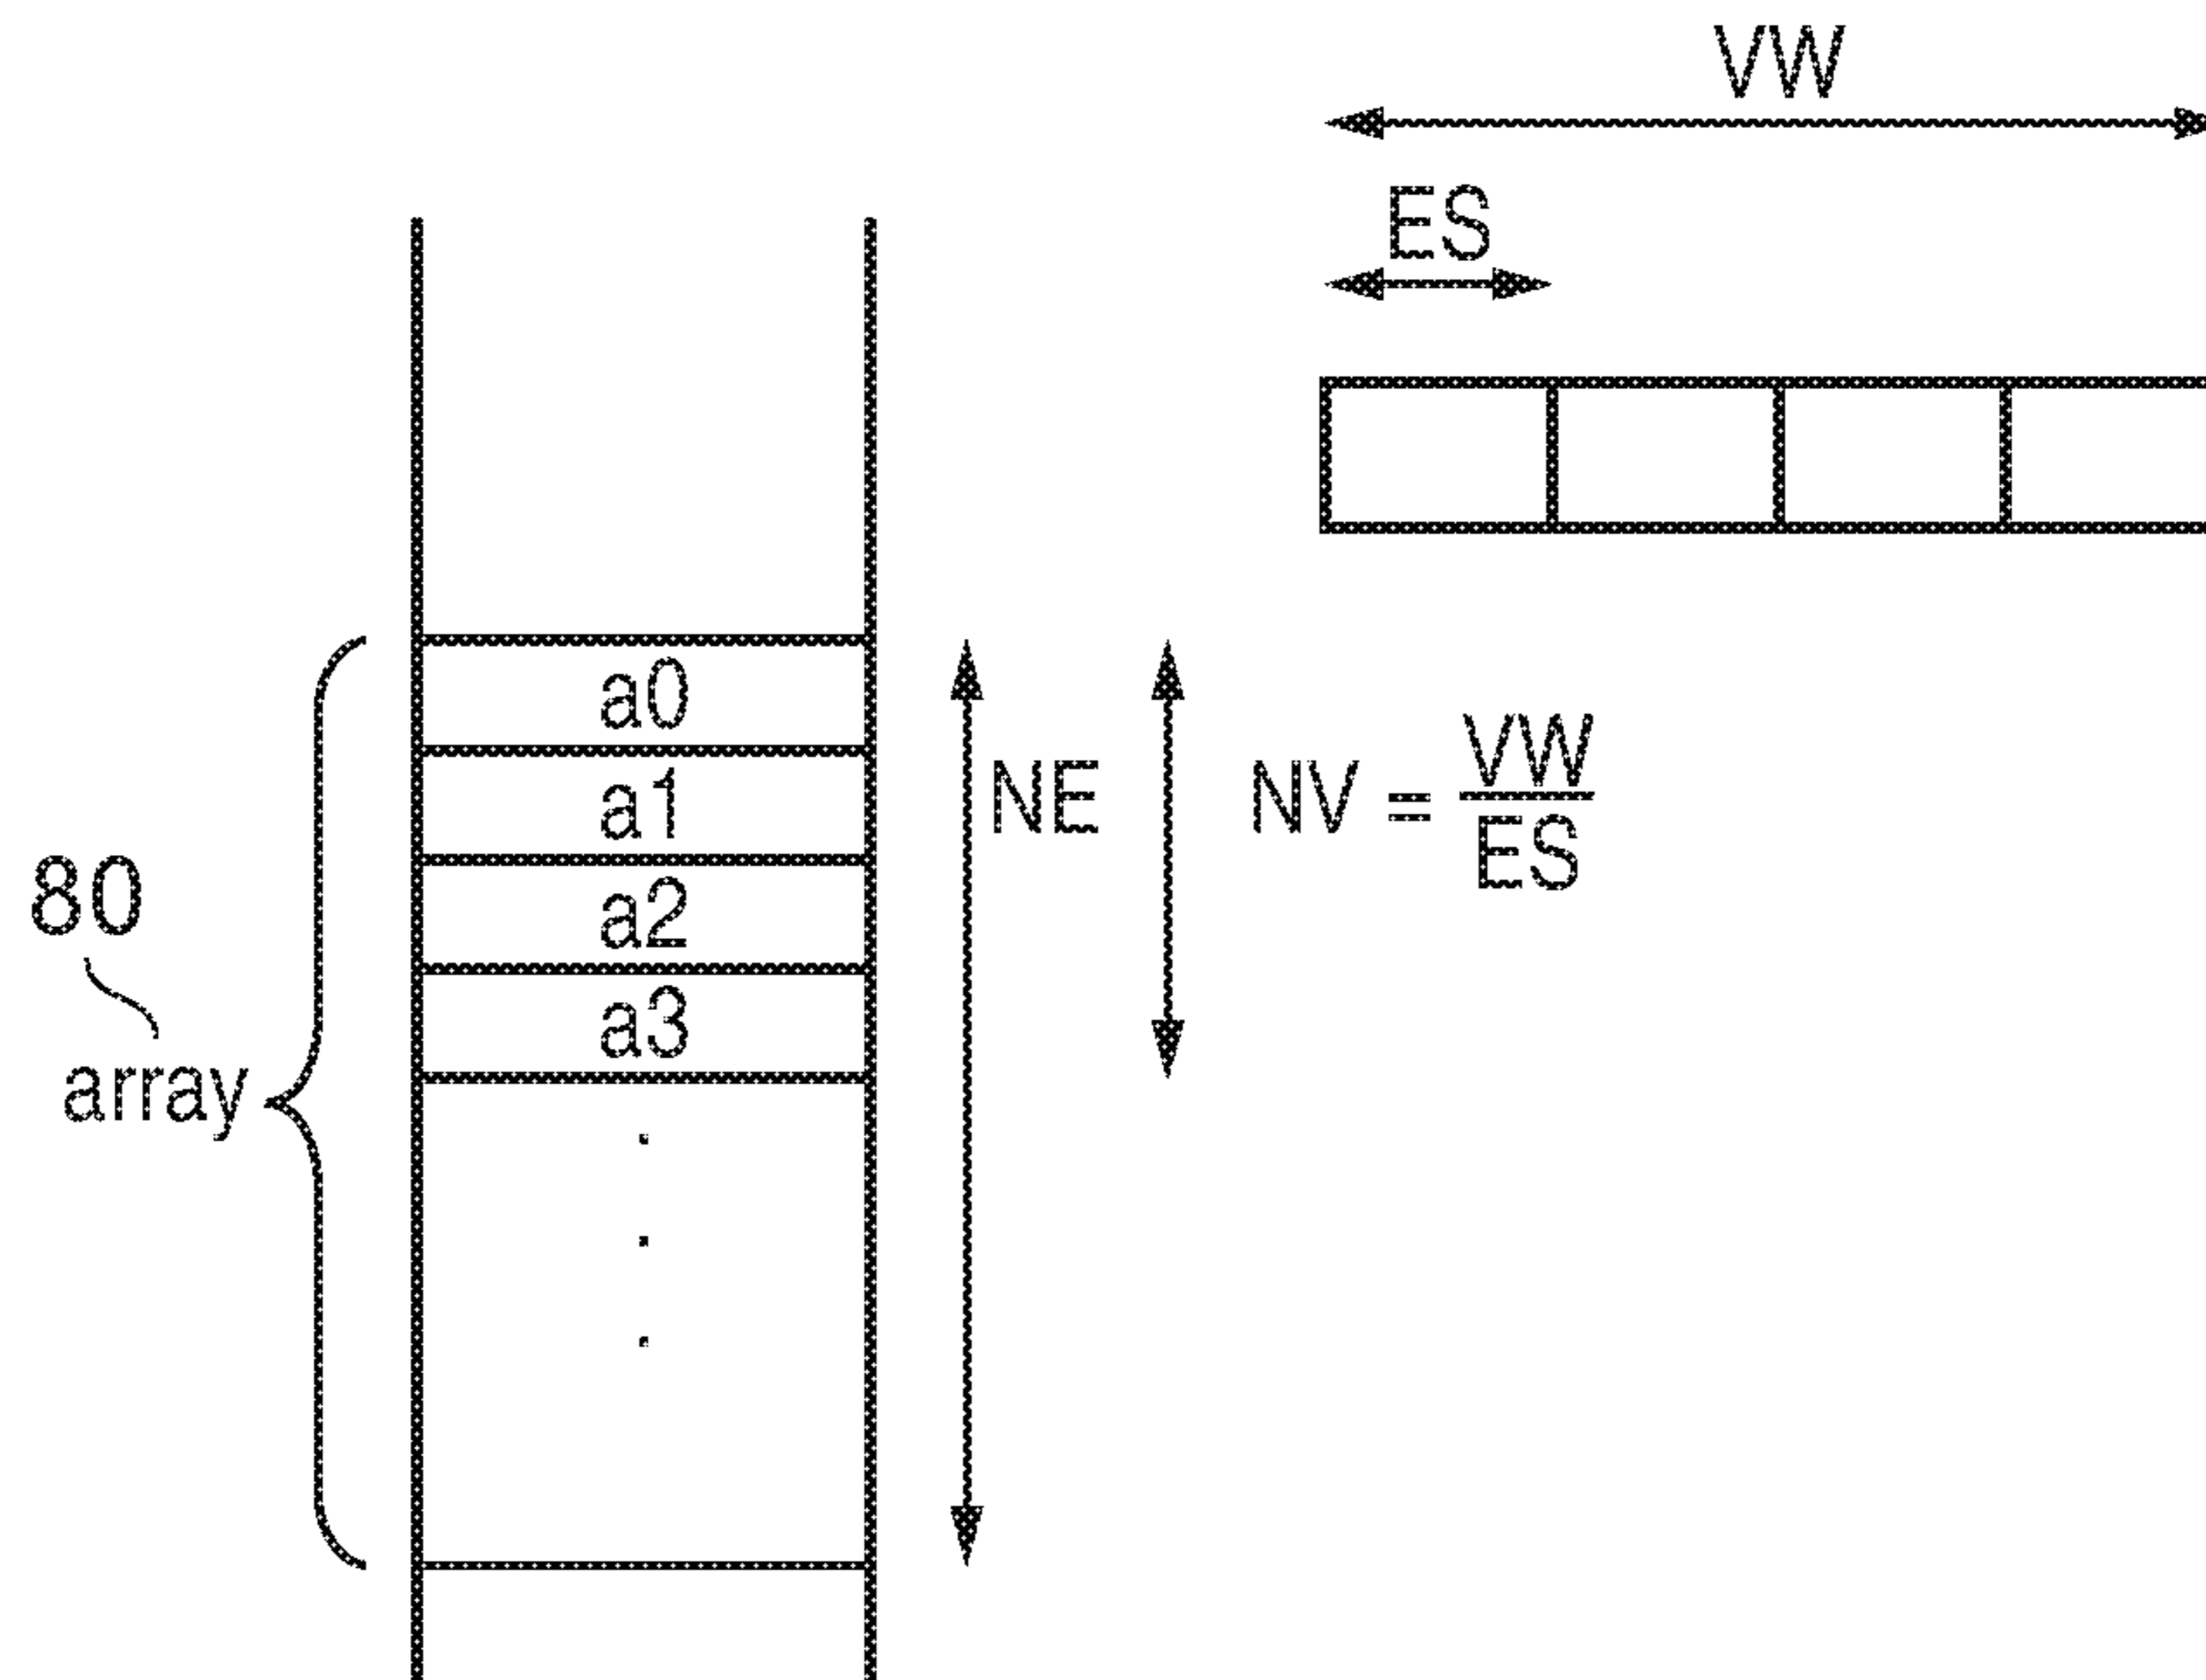 VW
ES
a0
a1
a2
a3
80
array
NE
NV = VW/ES